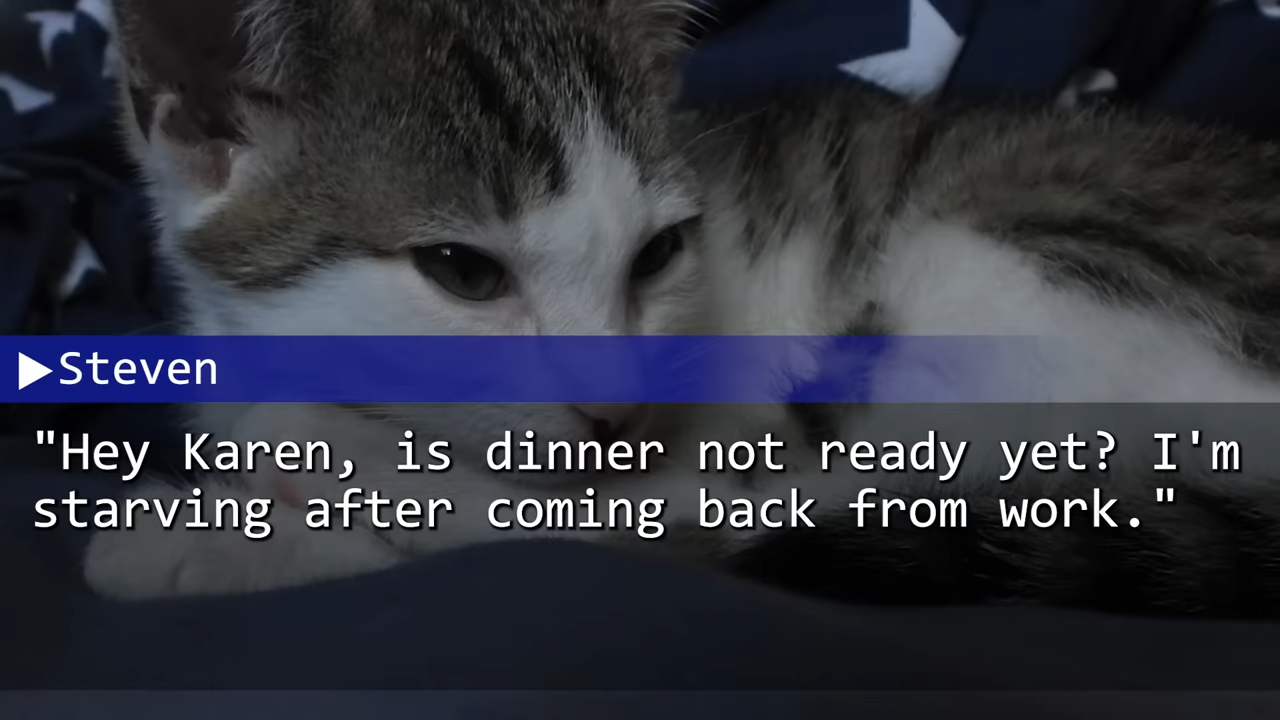 ▶Steven
"Hey Karen, is dinner not ready yet? I'm
starving after coming back from work."